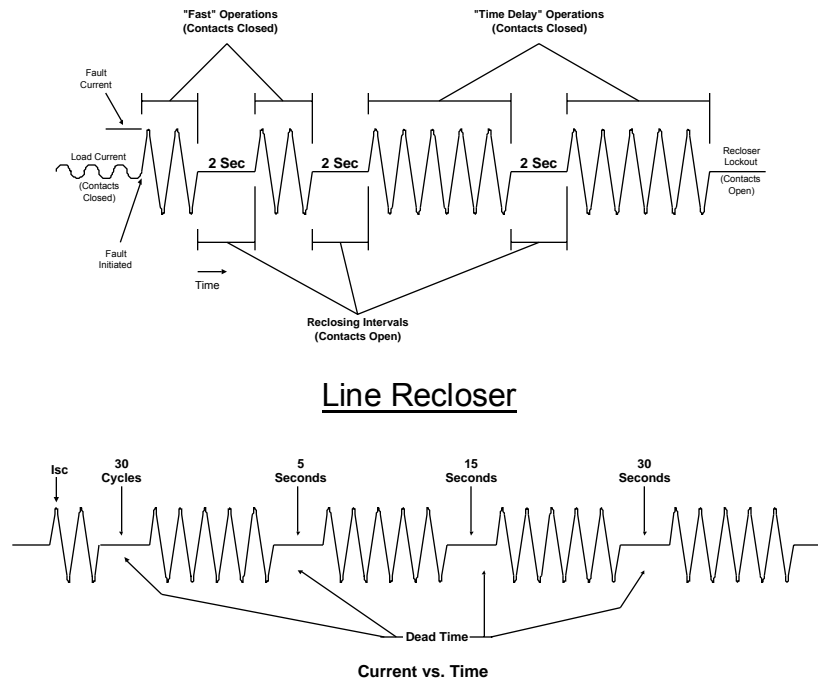 "Fast" Operations
(Contacts Closed)
"Time Delay" Operations
(Contacts Closed)
Fault
Current
Load Current
(Contacts
Closed)
2 Sec
2 Sec
2 Sec
Recloser
Lockout
(Contacts
Open)
Fault
Initiated
Time
Reclosing Intervals
(Contacts Open)
Line Recloser
Isc
30
Cycles
5
Seconds
15
Seconds
30
Seconds
Dead Time
Current vs. Time